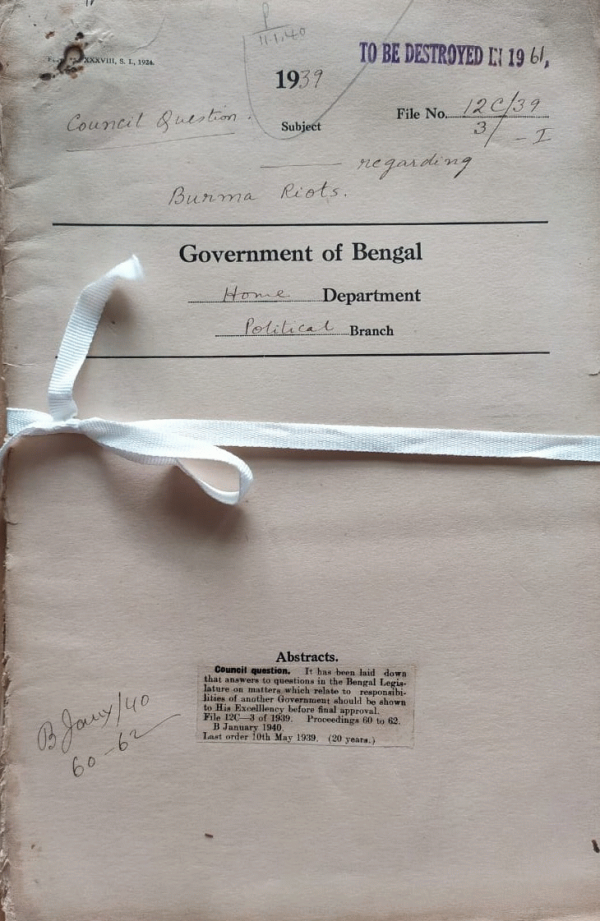 P
11.1.40
XXXVIII, S. I., 1924.
TO BE DESTROYED IN 1961,
1939
Council Question.
Subject
File No. 12C/39
3/ - I
regarding
Burma Riots.
Government of Bengal
Home Department
Political Branch
Abstracts.
Council question. It has been laid down
that answers to questions in the Bengal Legis-
lature on matters which relate to responsibi-
lities of another Government should be shown
to His Excelllency before final approval.
File 12C—3 of 1939. Proceedings 60 to 62.
B January 1940.
Last order 10th May 1939. (20 years.)
B Jany/40
60-62